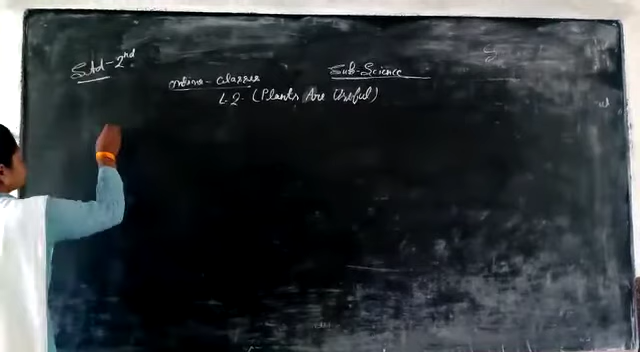 Std-2nd
Online-Classes
Sub-Science
L-2- (Plants Are Useful)